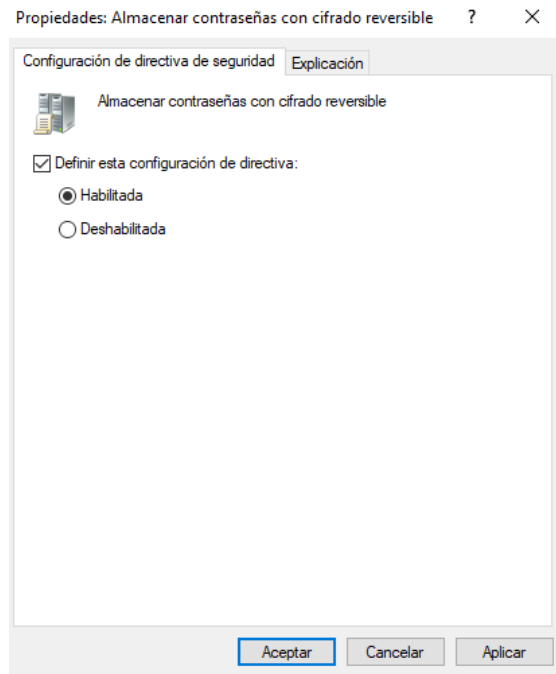 Propiedades: Almacenar contraseñas con cifrado reversible ? ×
Configuración de directiva de seguridad Explicación
Almacenar contraseñas con cifrado reversible
Definir esta configuración de directiva:
Habilitada
Deshabilitada
Aceptar Cancelar Aplicar